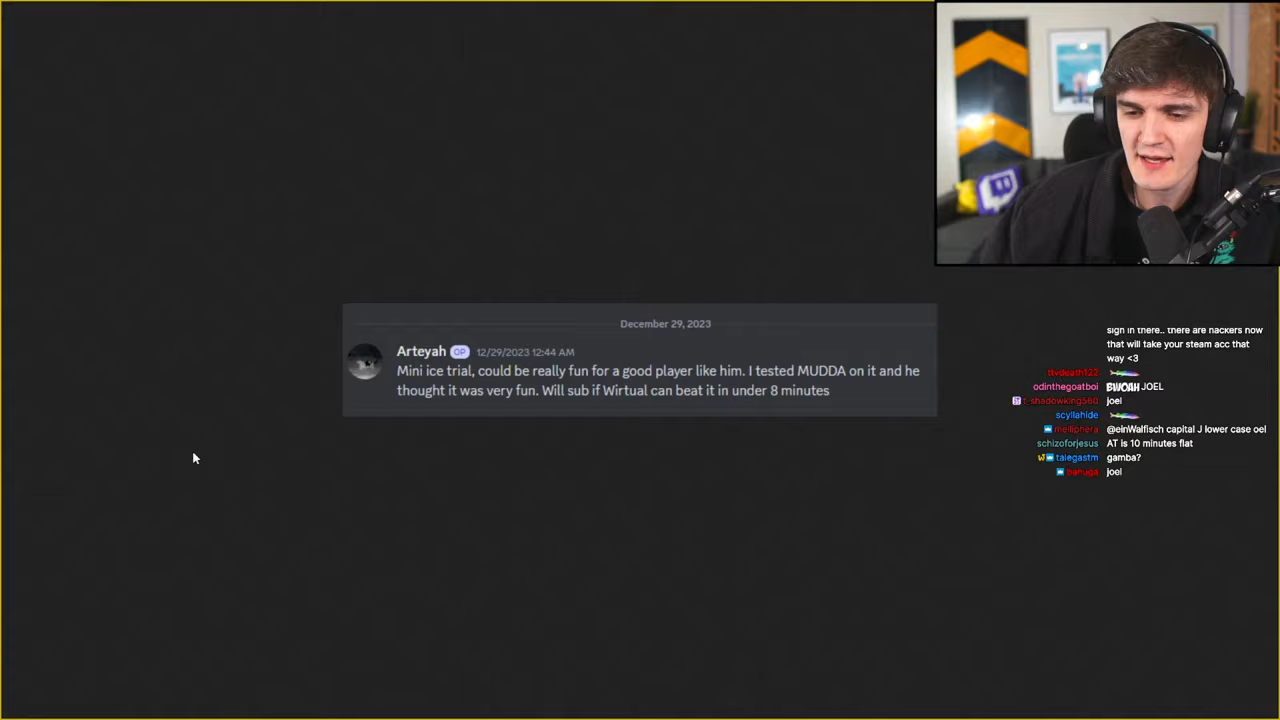 December 29, 2023
Arteyah OP 12/29/2023 12:44 AM
Mini ice trial, could be really fun for a good player like him. I tested MUDDA on it and he
thought it was very fun. Will sub if Wirtual can beat it in under 8 minutes
sign in there.. there are hackers now
that will take your steam acc that
way <3
odinthegoatboi BWOAH JOEL
t_shadowking560 joel
scyllahide
melliphera @einWalfisch capital J lower case oel
schizoforjesus AT is 10 minutes flat
talegastm gamba?
banuga joel